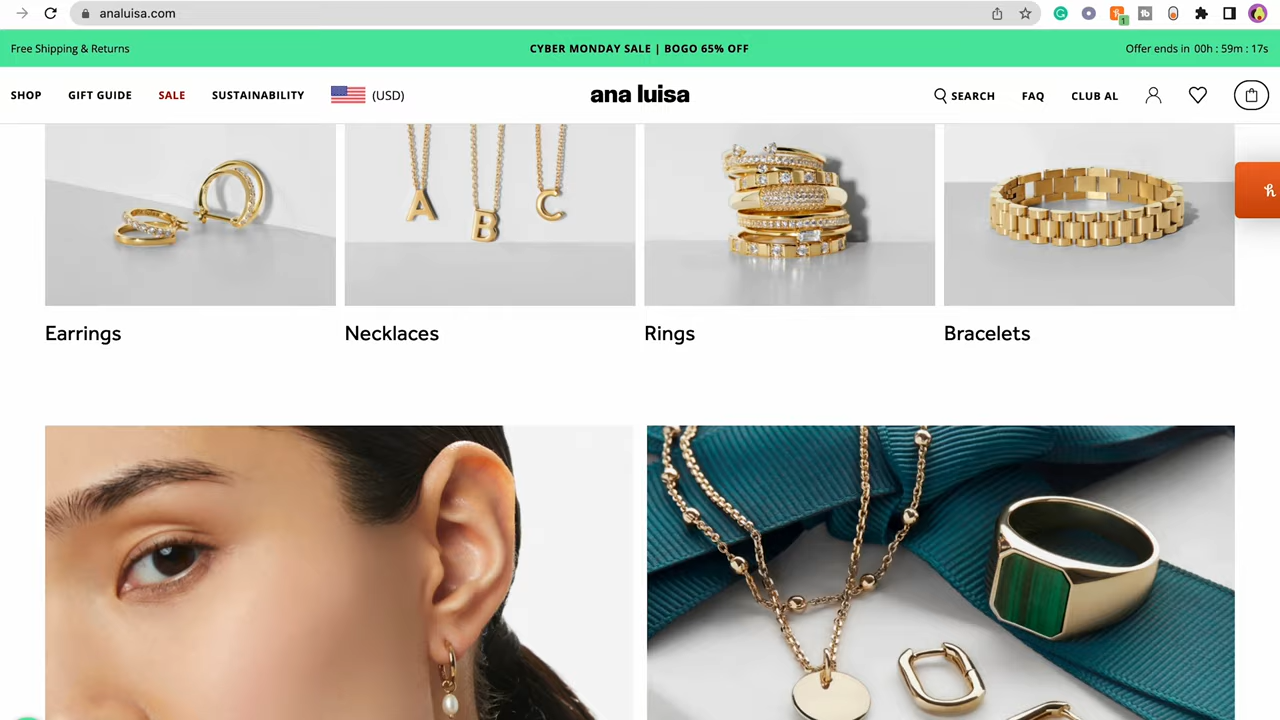 analuisa.com
1
Free Shipping & Returns
CYBER MONDAY SALE | BOGO 65% OFF
Offer ends in 00h : 59m : 17s
SHOP GIFT GUIDE SALE SUSTAINABILITY (USD) ana luisa SEARCH FAQ CLUB AL
A B C
h
Earrings Necklaces Rings Bracelets